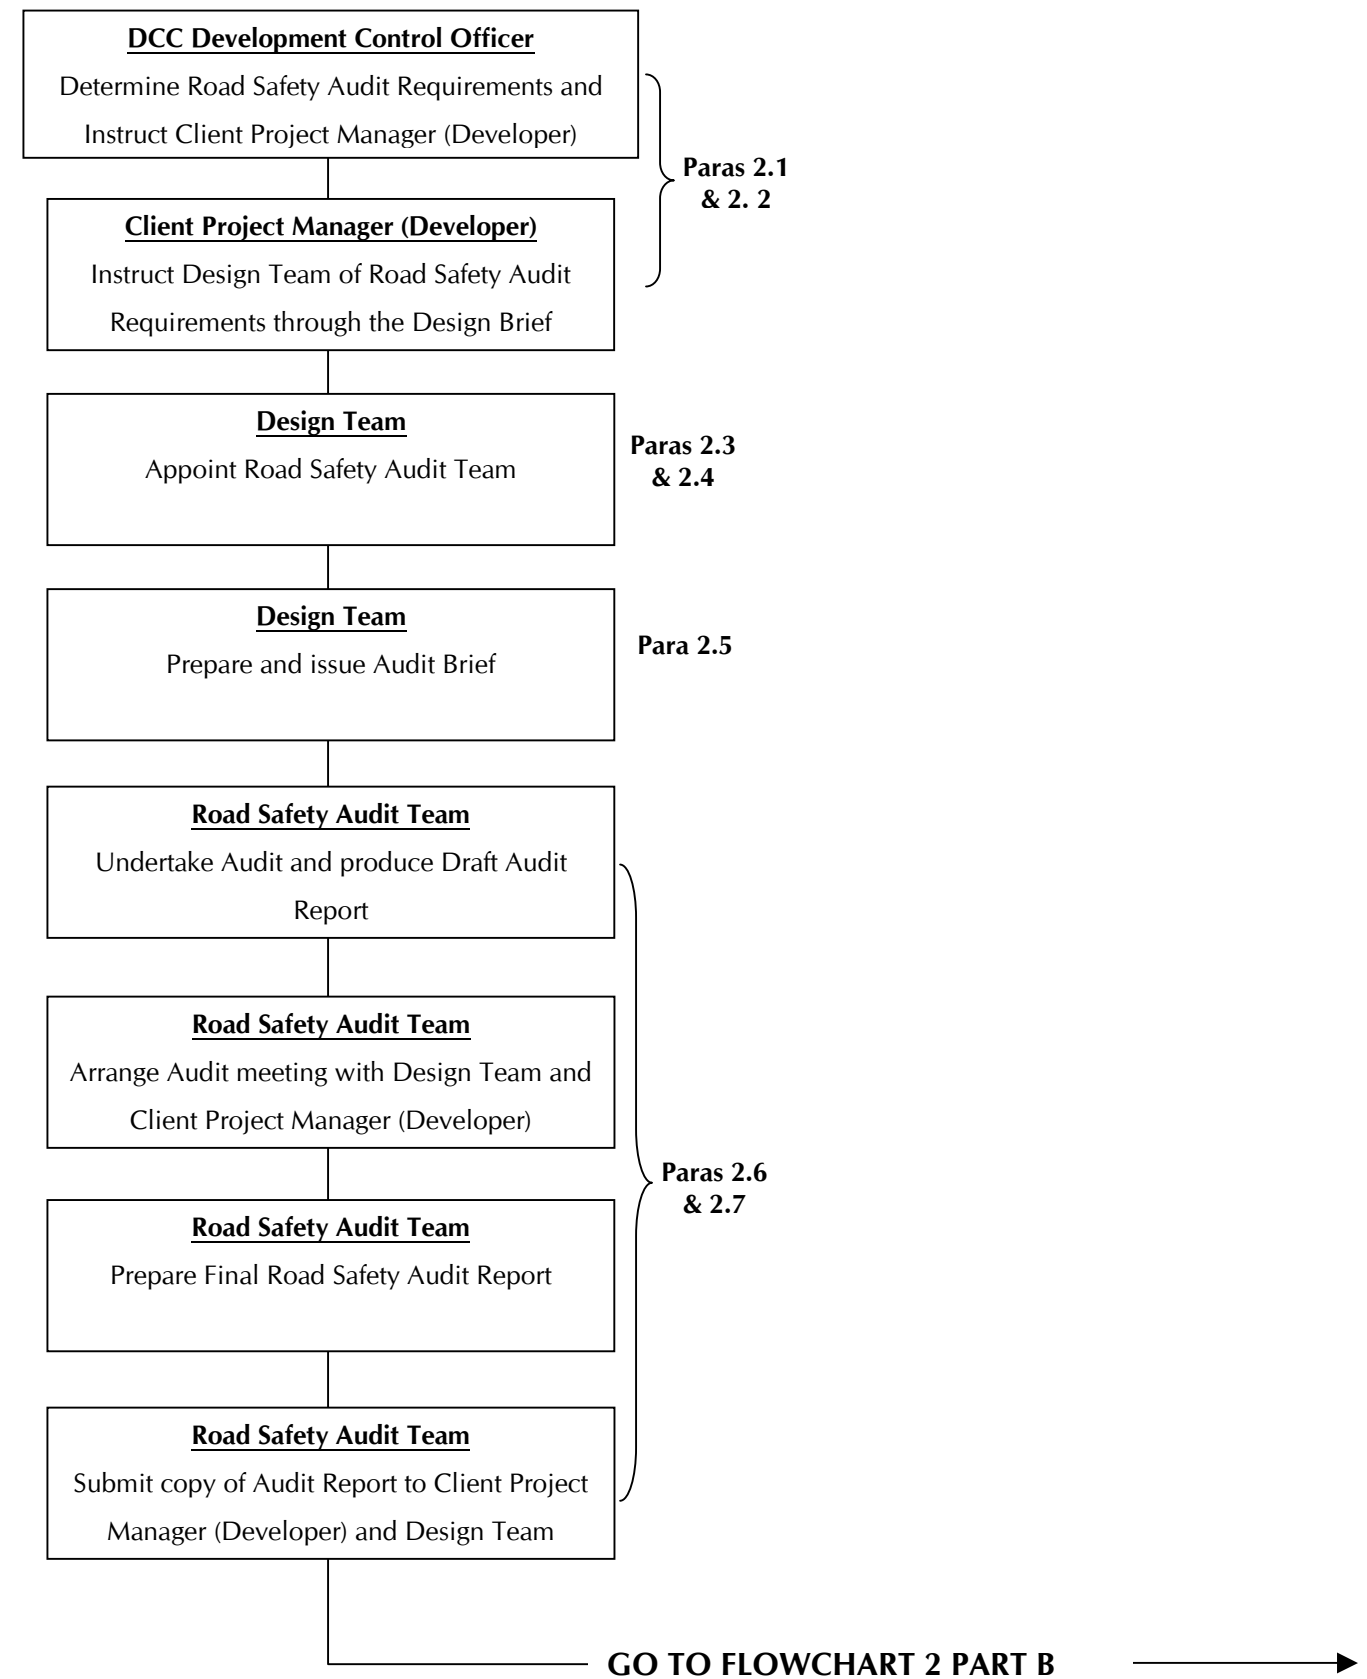 DCC Development Control Officer
Determine Road Safety Audit Requirements and
Instruct Client Project Manager (Developer)
Paras 2.1
& 2. 2
Client Project Manager (Developer)
Instruct Design Team of Road Safety Audit
Requirements through the Design Brief
Design Team
Appoint Road Safety Audit Team
Paras 2.3
& 2.4
Design Team
Prepare and issue Audit Brief
Para 2.5
Road Safety Audit Team
Undertake Audit and produce Draft Audit
Report
Road Safety Audit Team
Arrange Audit meeting with Design Team and
Client Project Manager (Developer)
Paras 2.6
& 2.7
Road Safety Audit Team
Prepare Final Road Safety Audit Report
Road Safety Audit Team
Submit copy of Audit Report to Client Project
Manager (Developer) and Design Team
GO TO FLOWCHART 2 PART B